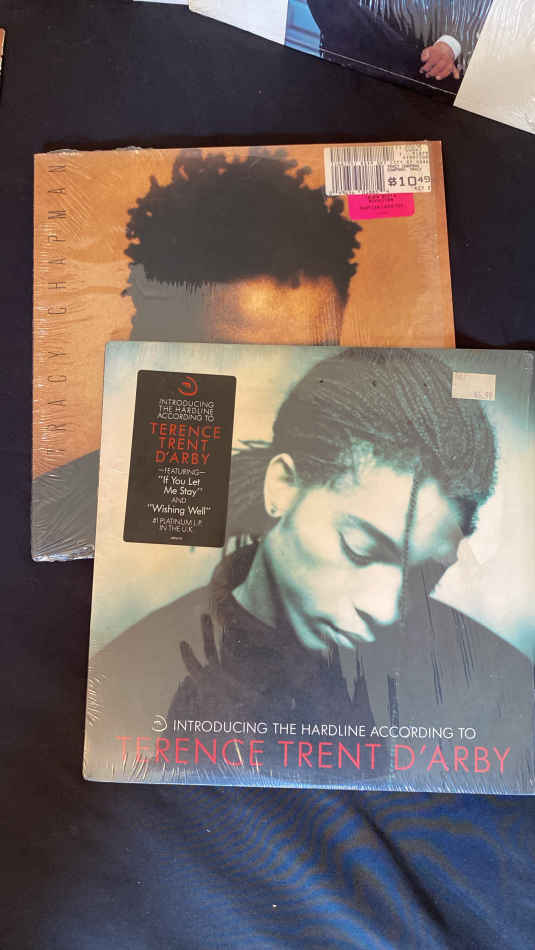 TRACY CHAPMAN
$10.49
INTRODUCING
THE HARDLINE
ACCORDING TO
TERENCE
TRENT
D'ARBY
—FEATURING—
"If You Let
Me Stay"
AND
"Wishing Well"
#1 PLATINUM L.P.
IN THE U.K.
INTRODUCING THE HARDLINE ACCORDING TO
TERENCE TRENT D'ARBY